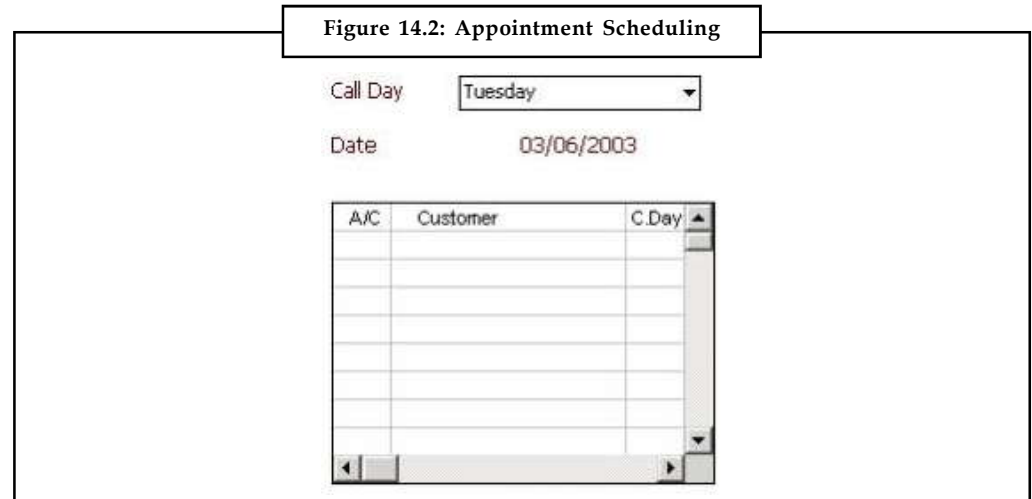 Figure 14.2: Appointment Scheduling
Call Day Tuesday
Date 03/06/2003
A/C Customer C.Day